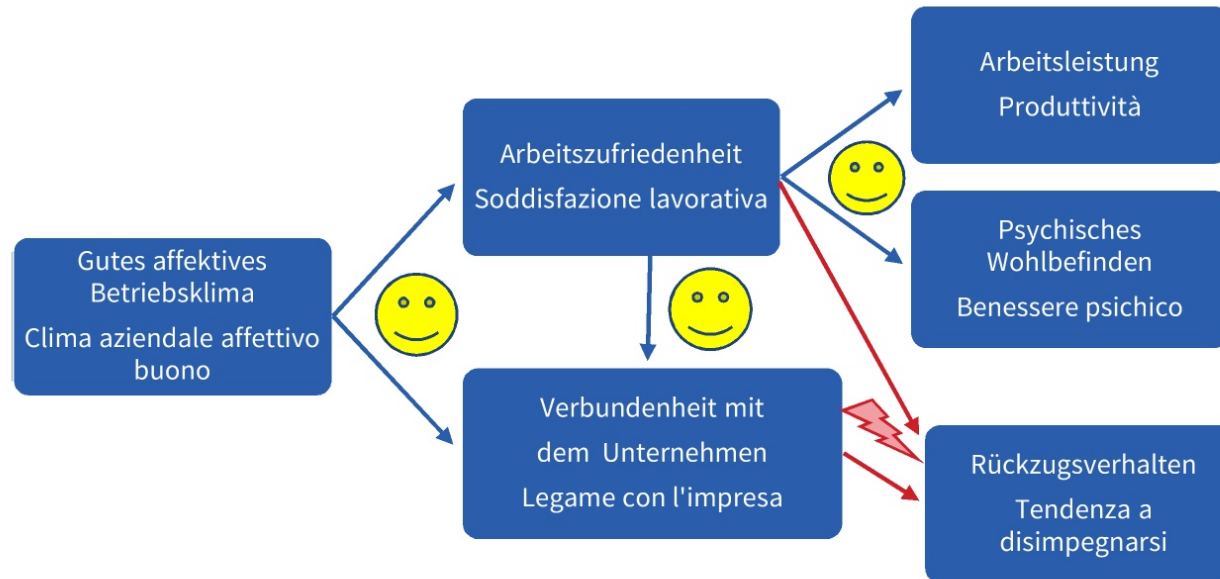 Gutes affektives
Betriebsklima
Clima aziendale affettivo
buono
Arbeitszufriedenheit
Soddisfazione lavorativa
Verbundenheit mit
dem Unternehmen
Legame con l'impresa
Arbeitsleistung
Produttività
Psychisches
Wohlbefinden
Benessere psichico
Rückzugsverhalten
Tendenza a
disimpegnarsi